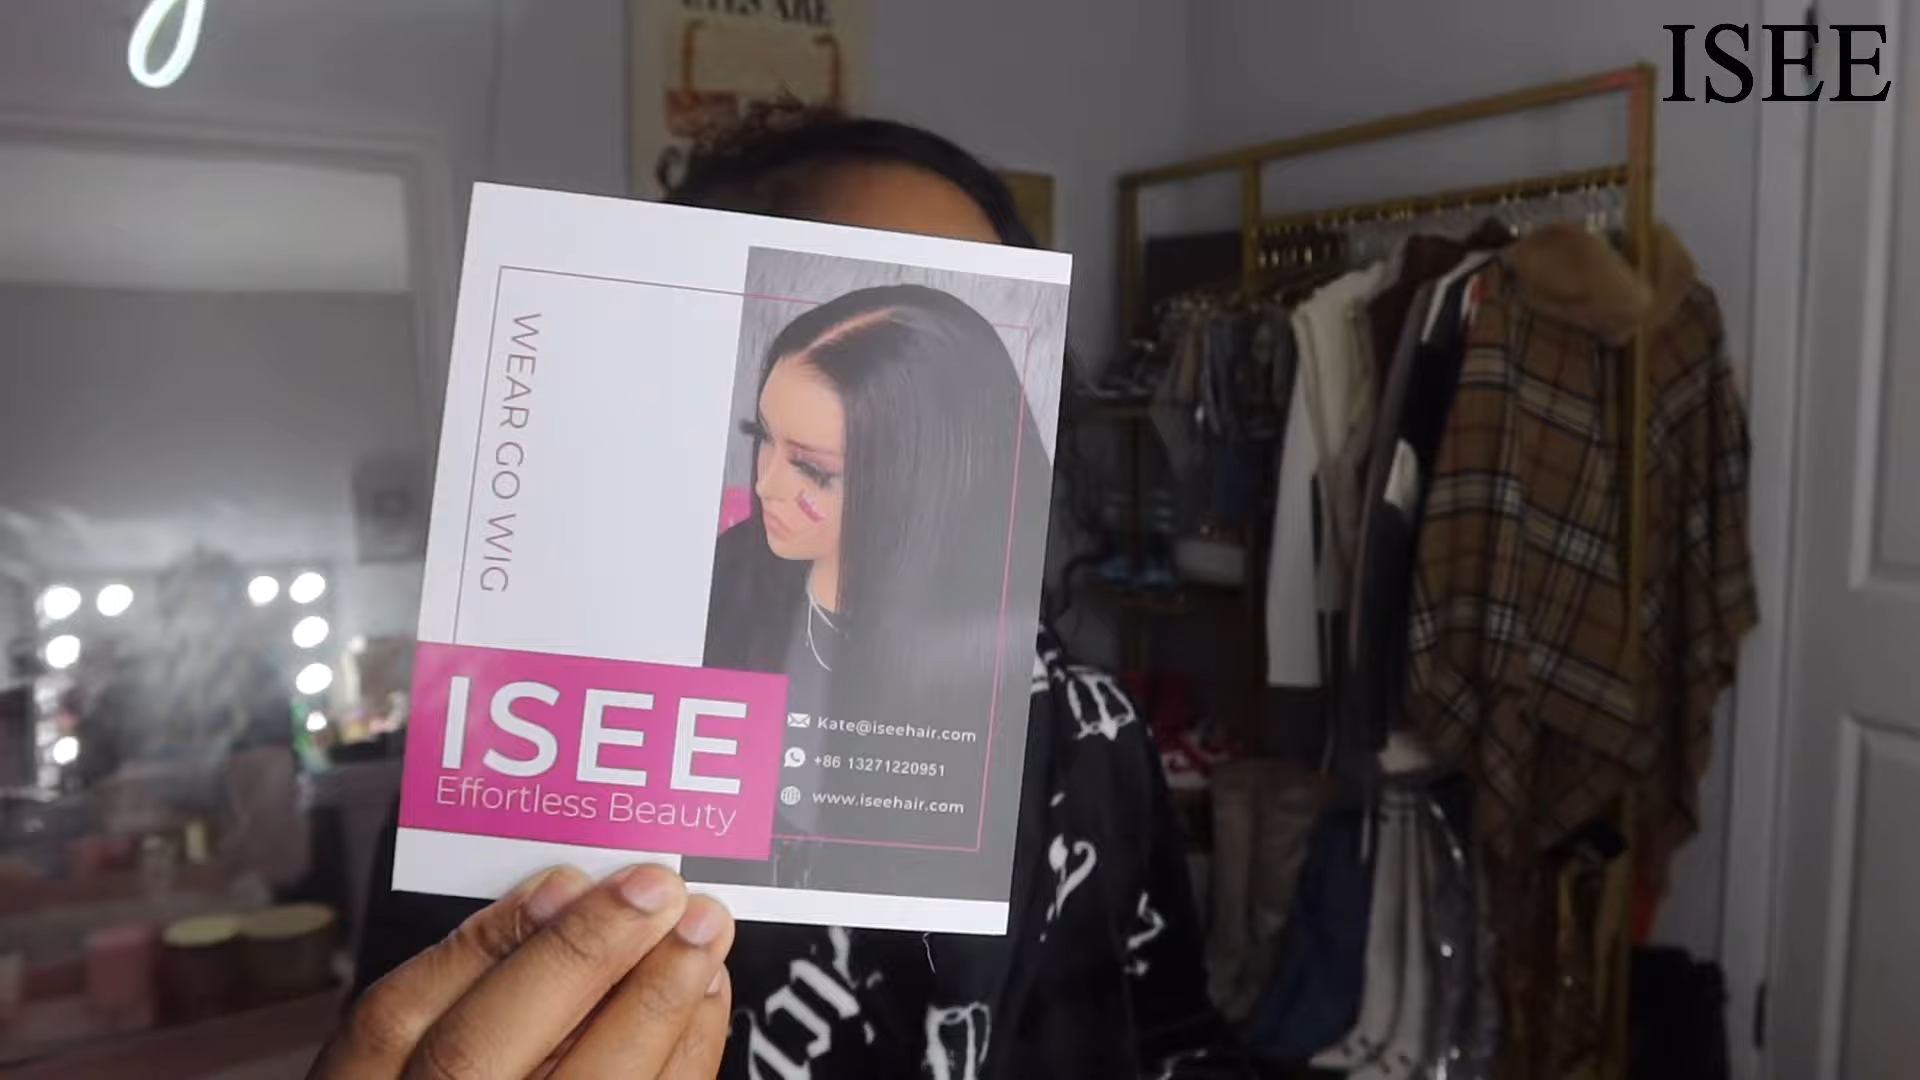 ISEE
WEAR GO WIG
ISEE
Effortless Beauty
Kate@iseehair.com
+86 13271220951
www.iseehair.com